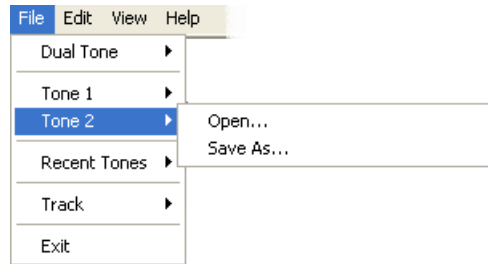 File Edit View Help
Dual Tone
Tone 1
Tone 2
Open...
Save As...
Recent Tones
Track
Exit